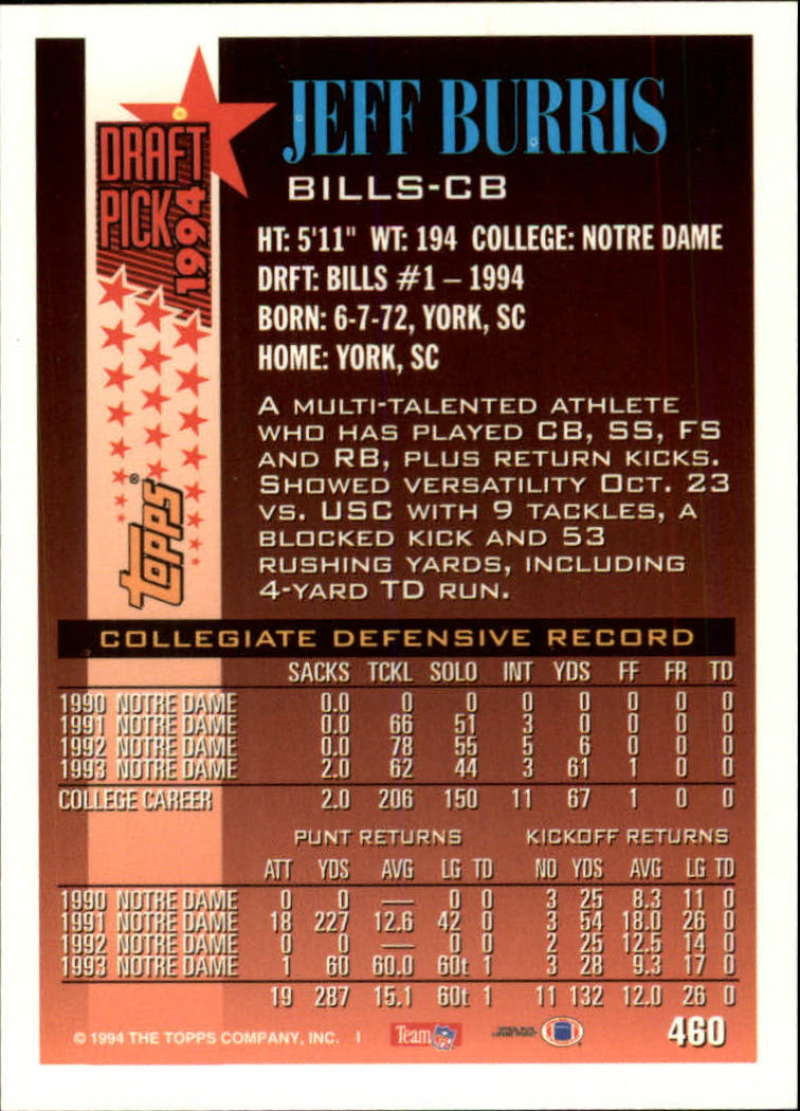 DRAFT
PICK
1994
topps®
JEFF BURRIS
BILLS-CB
HT: 5'11" WT: 194 COLLEGE: NOTRE DAME
DRFT: BILLS #1 – 1994
BORN: 6-7-72, YORK, SC
HOME: YORK, SC
A MULTI-TALENTED ATHLETE
WHO HAS PLAYED CB, SS, FS
AND RB, PLUS RETURN KICKS.
SHOWED VERSATILITY OCT. 23
VS. USC WITH 9 TACKLES, A
BLOCKED KICK AND 53
RUSHING YARDS, INCLUDING
4-YARD TD RUN.
COLLEGIATE DEFENSIVE RECORD
SACKS TCKL SOLO INT YDS FF FR TD
1990 NOTRE DAME 0.0 0 0 0 0 0 0 0
1991 NOTRE DAME 0.0 66 51 3 0 0 0 0
1992 NOTRE DAME 0.0 78 55 5 6 0 0 0
1993 NOTRE DAME 2.0 62 44 3 61 1 0 0
COLLEGE CAREER 2.0 206 150 11 67 1 0 0
PUNT RETURNS KICKOFF RETURNS
ATT YDS AVG LG TD NO YDS AVG LG TD
1990 NOTRE DAME 0 0 — 0 0 3 25 8.3 11 0
1991 NOTRE DAME 18 227 12.6 42 0 3 54 18.0 26 0
1992 NOTRE DAME 0 0 — 0 0 2 25 12.5 14 0
1993 NOTRE DAME 1 60 60.0 60t 1 3 28 9.3 17 0
19 287 15.1 60t 1 11 132 12.0 26 0
© 1994 THE TOPPS COMPANY, INC. I Team 460